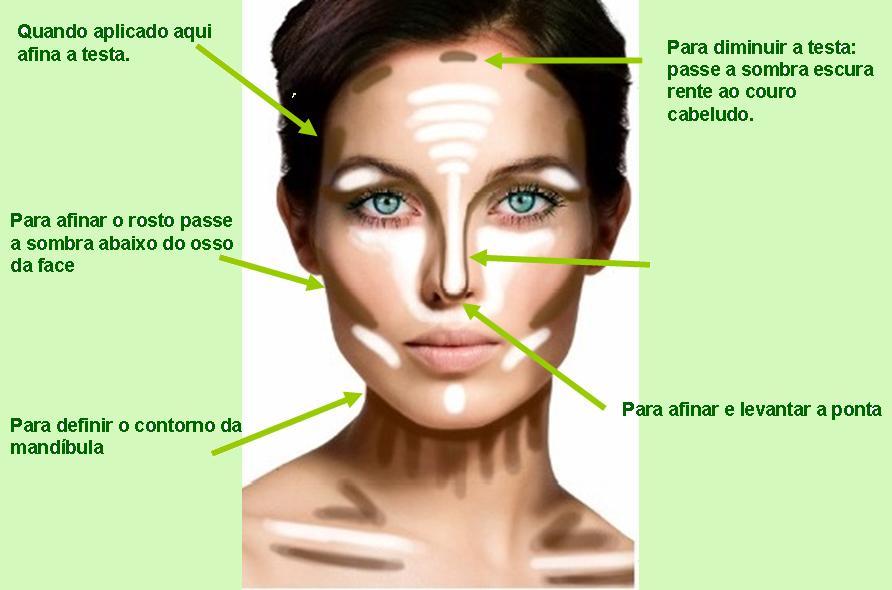 Quando aplicado aqui
afina a testa.
Para diminuir a testa:
passe a sombra escura
rente ao couro
cabeludo.
Para afinar o rosto passe
a sombra abaixo do osso
da face
Para afinar e levantar a ponta
Para definir o contorno da
mandíbula